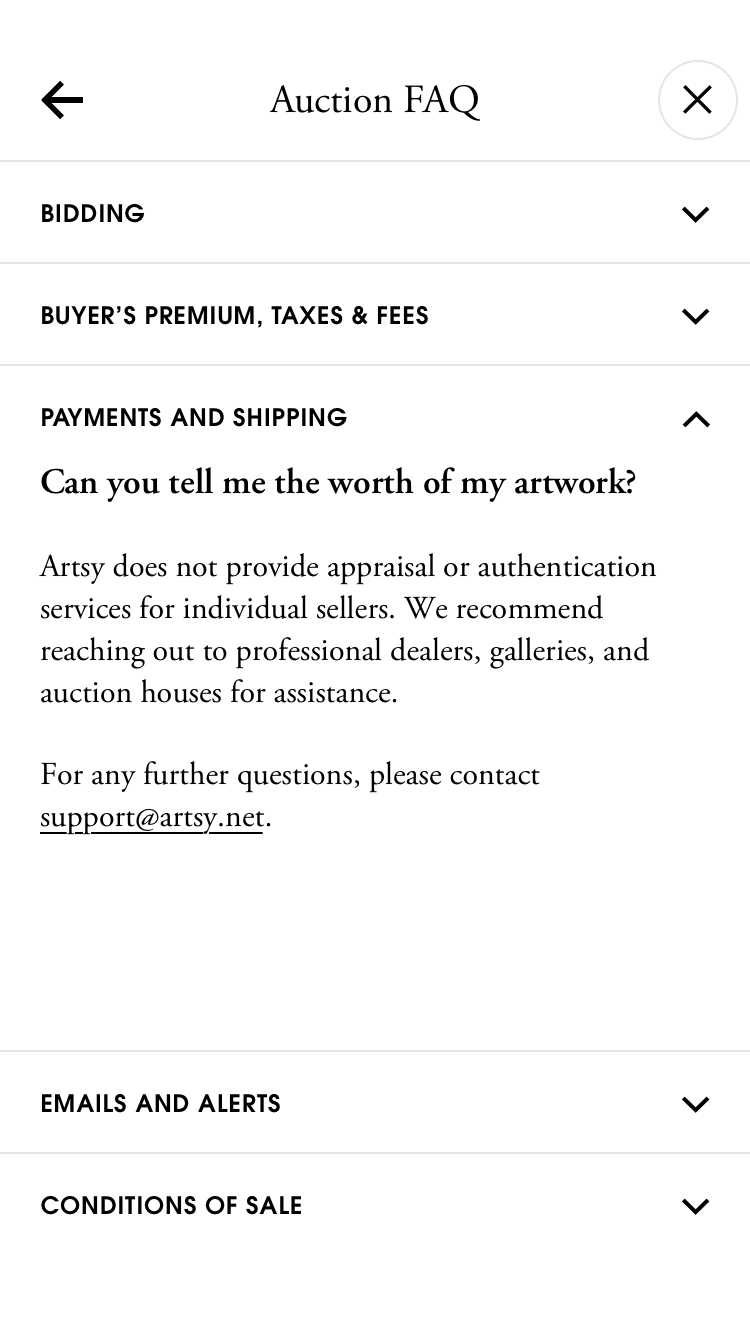 Auction FAQ
BIDDING
BUYER’S PREMIUM, TAXES & FEES
PAYMENTS AND SHIPPING
Can you tell me the worth of my artwork?
Artsy does not provide appraisal or authentication
services for individual sellers. We recommend
reaching out to professional dealers, galleries, and
auction houses for assistance.
For any further questions, please contact
support@artsy.net.
EMAILS AND ALERTS
CONDITIONS OF SALE